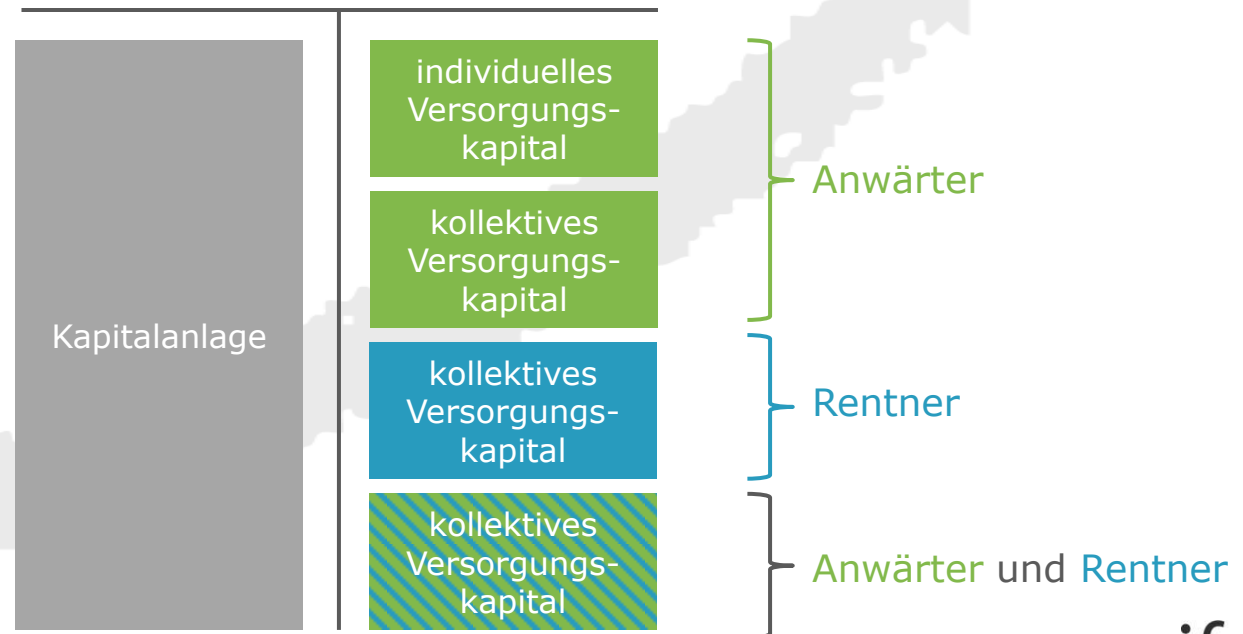 Kapitalanlage
individuelles
Versorgungs-
kapital
kollektives
Versorgungs-
kapital
kollektives
Versorgungs-
kapital
kollektives
Versorgungs-
kapital
Anwärter
Rentner
Anwärter und Rentner